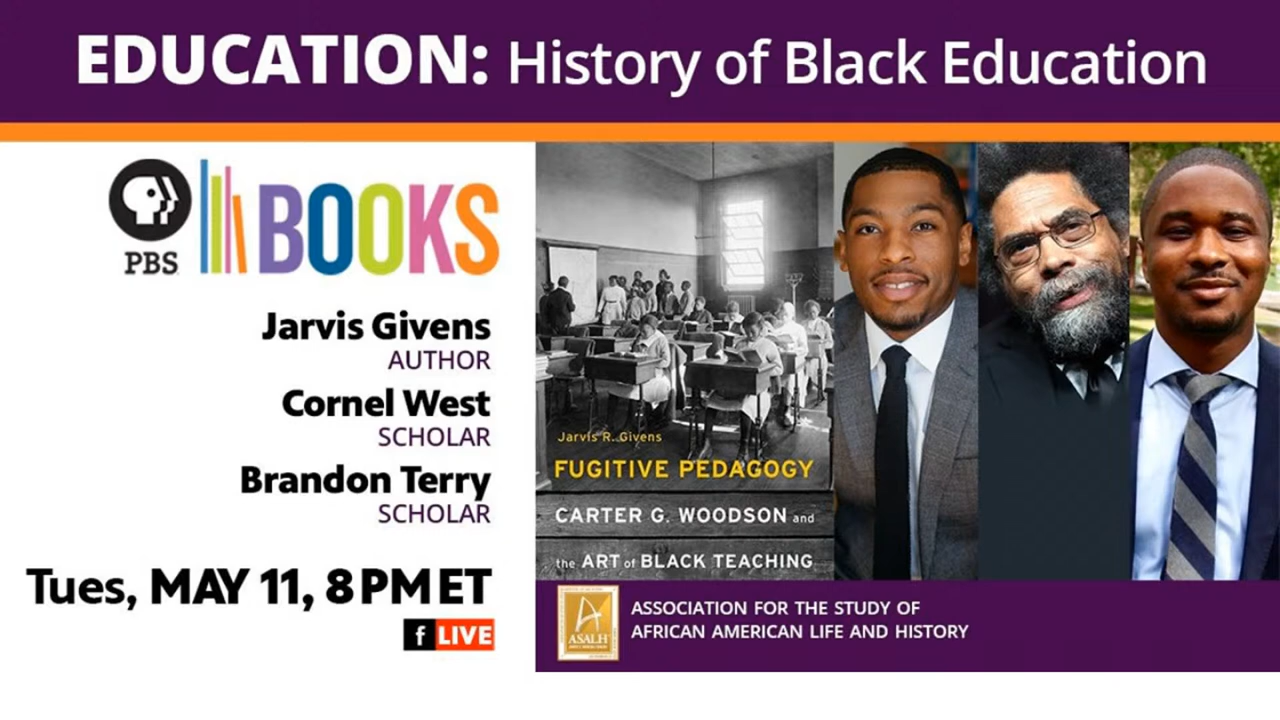 EDUCATION: History of Black Education
PBS
BOOKS
Jarvis Givens
AUTHOR
Cornel West
SCHOLAR
Brandon Terry
SCHOLAR
Tues, MAY 11, 8 PM ET
f LIVE
Jarvis R. Givens
FUGITIVE PEDAGOGY
CARTER G. WOODSON and
the ART of BLACK TEACHING
ASALH
ASSOCIATION FOR THE STUDY OF
AFRICAN AMERICAN LIFE AND HISTORY